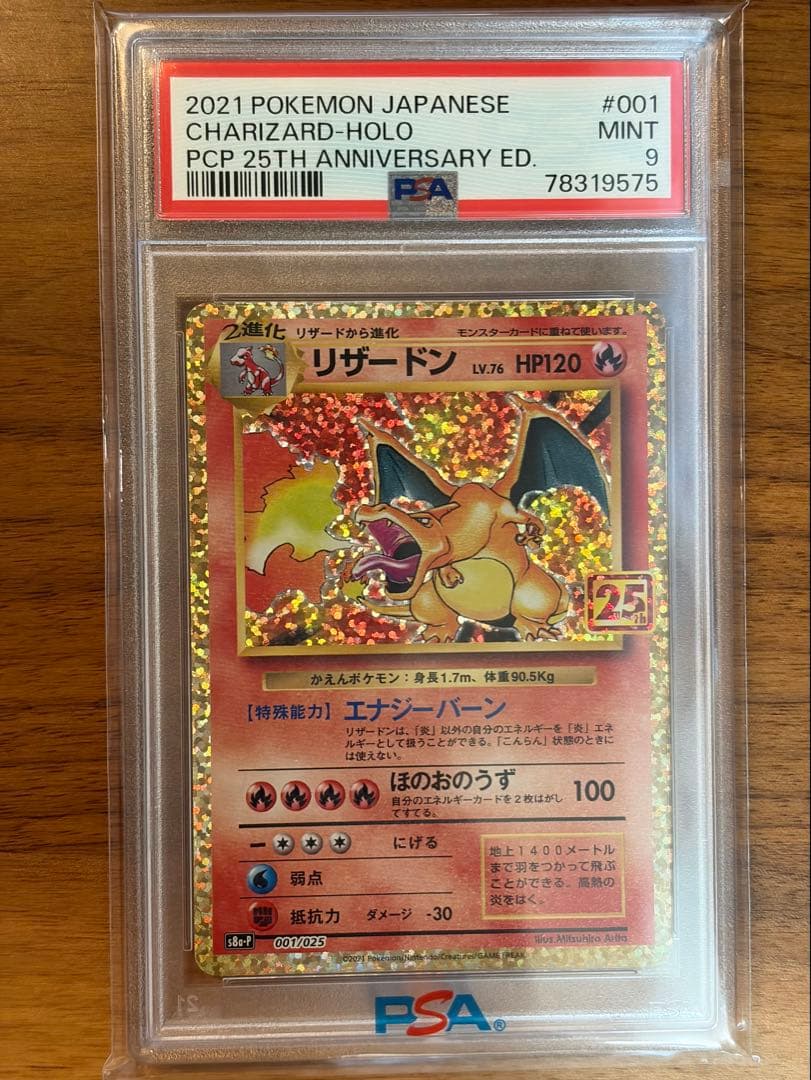 2021 POKEMON JAPANESE #001
CHARIZARD-HOLO MINT
PCP 25TH ANNIVERSARY ED. 9
PSA 78319575
2進化 リザードから進化 モンスターカードに重ねて使います。
リザードン LV.76 HP120
25th
かえんポケモン:身長1.7m、体重90.5Kg
【特殊能力】 エナジーバーン
リザードンは、「炎」以外の自分のエネルギーを「炎」エネ
ルギーとして扱うことができる。「こんらん」状態のときに
は使えない。
ほのおのうず 100
自分のエネルギーカードを2枚はがし
てすてる。
ー にげる
弱点
抵抗力 ダメージ -30
地上1400メートル
まで羽をつかって飛ぶ
ことができる。高熱の
炎をはく。
s8a-P 001/025 Illus.Mitsuhiro Arita
©2021 Pokémon/Nintendo/Creatures/GAME FREAK
PSA®